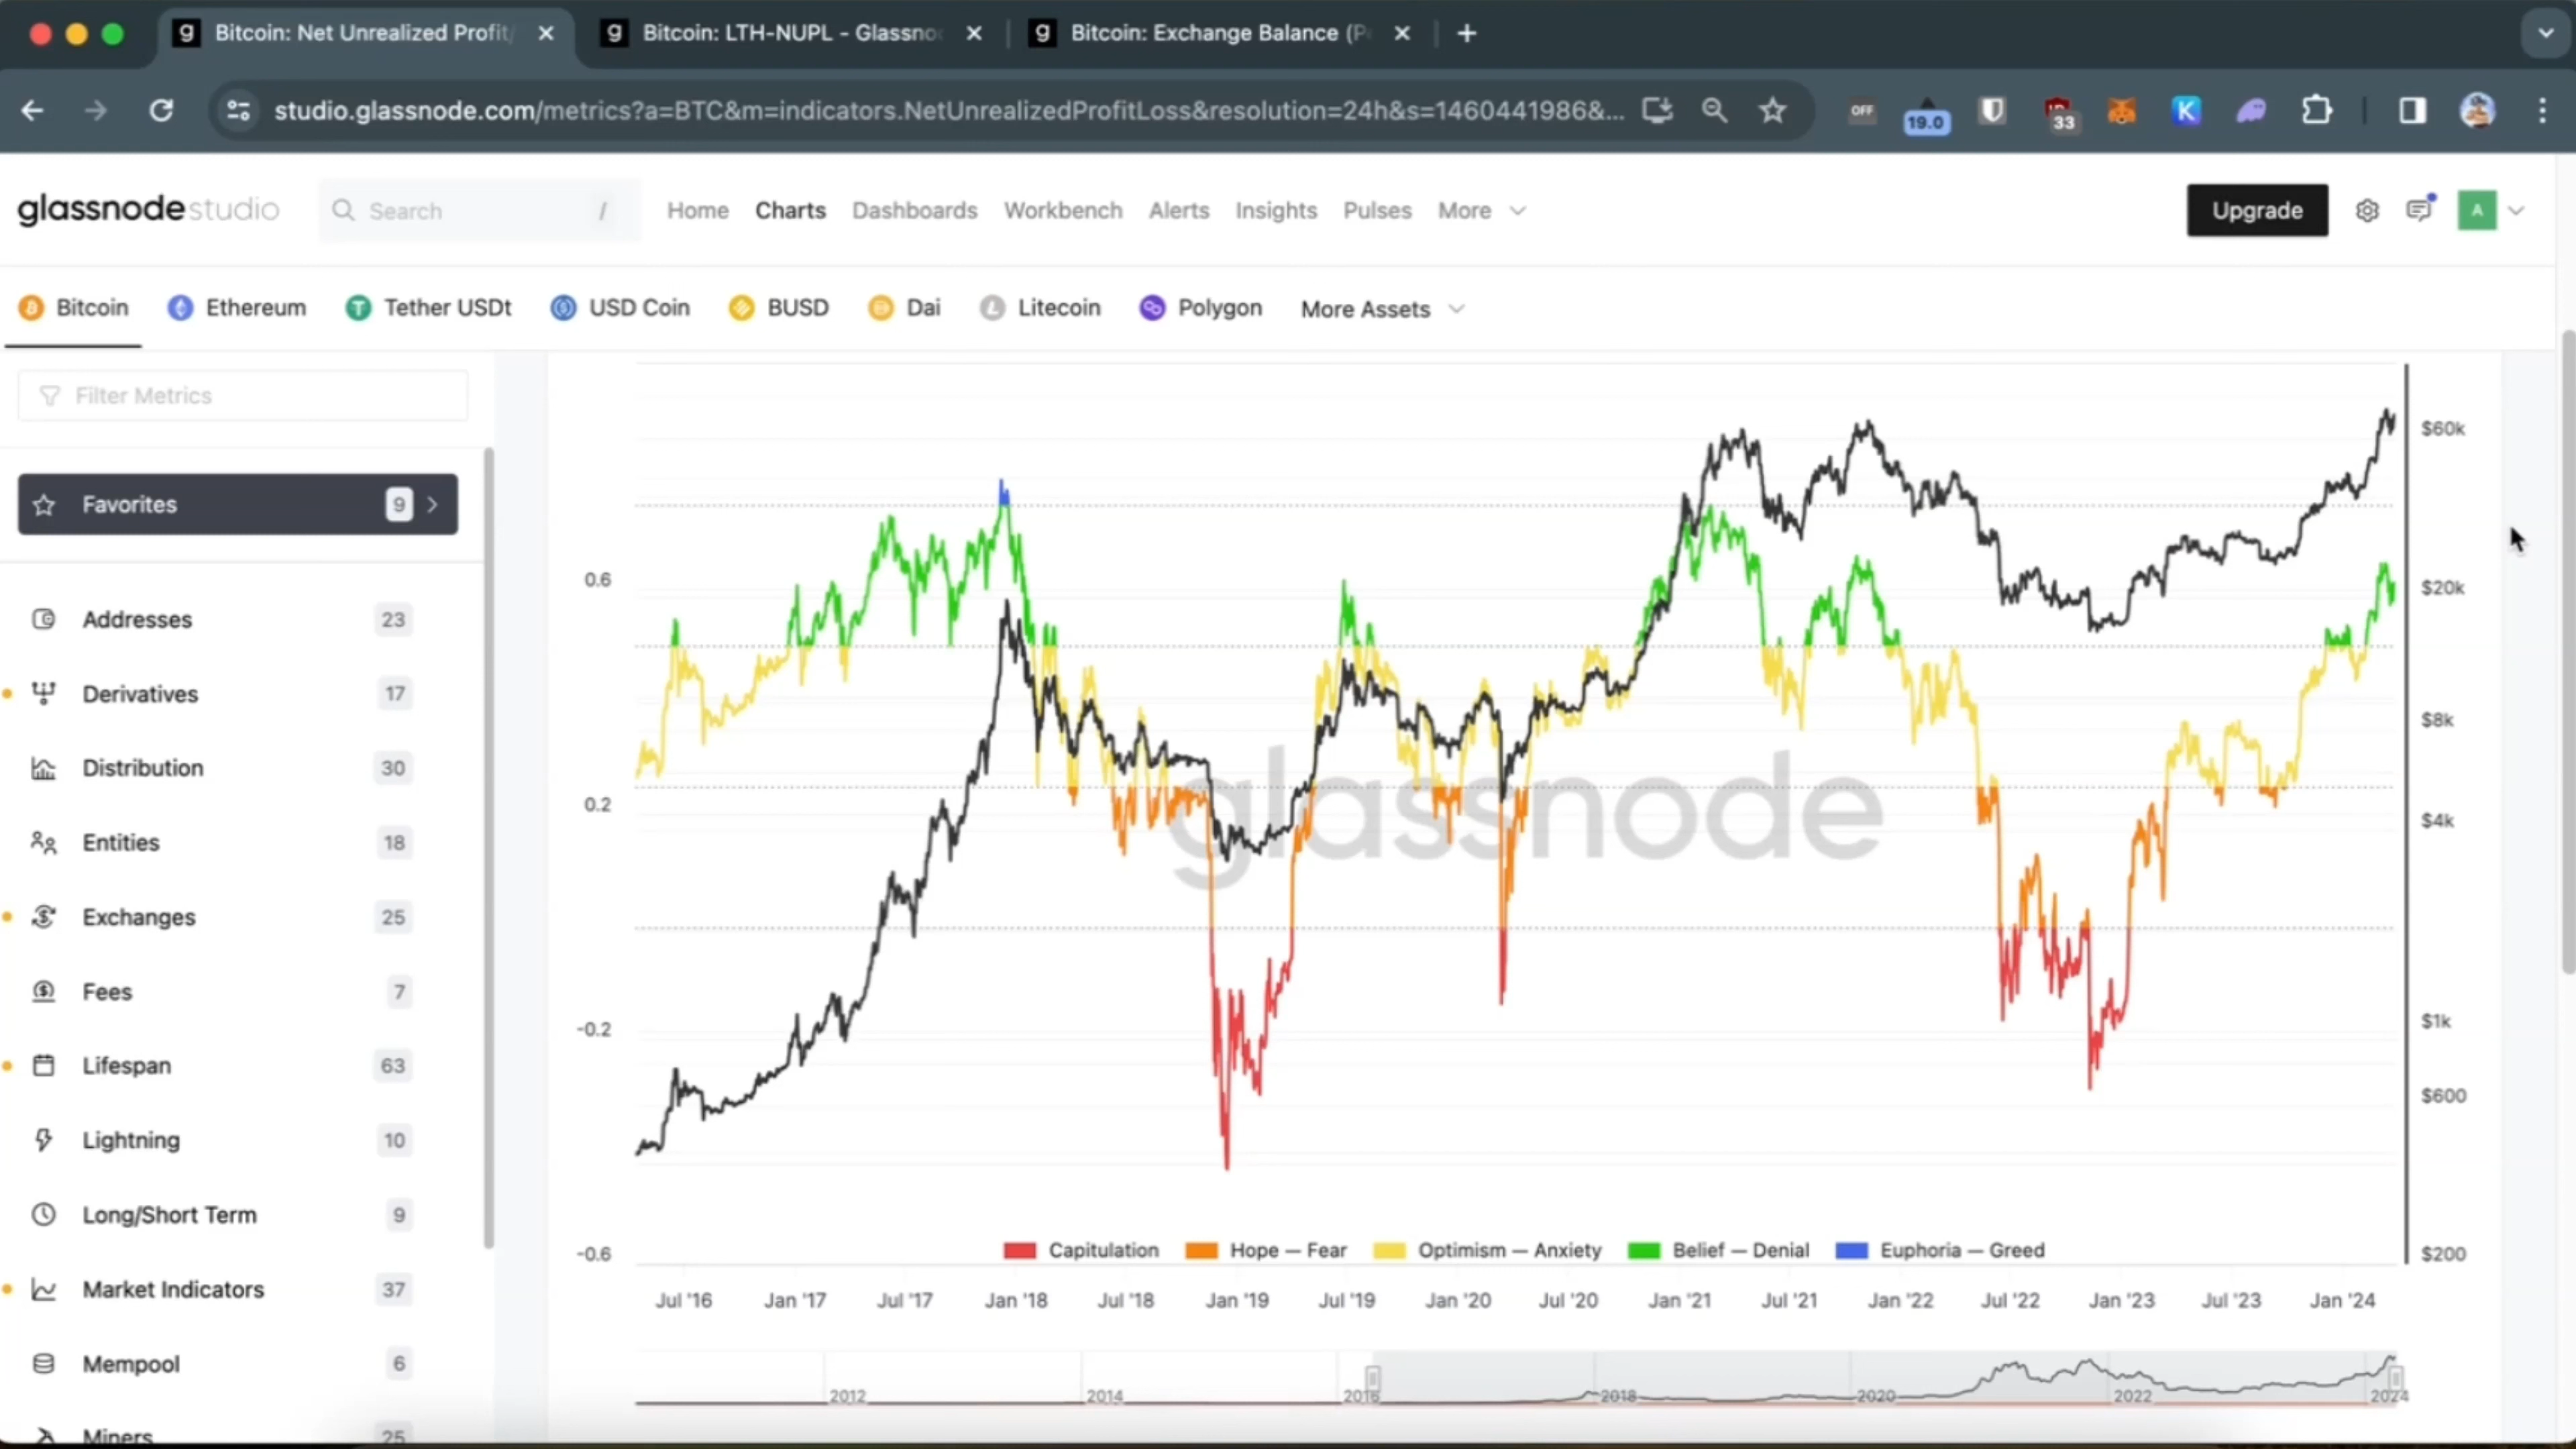 Bitcoin: Net Unrealized Profit/
Bitcoin: LTH-NUPL - Glassno
Bitcoin: Exchange Balance (P
studio.glassnode.com/metrics?a=BTC&m=indicators.NetUnrealizedProfitLoss&resolution=24h&s=1460441986&...
OFF
19.0
33
K
glassnodestudio
Search /
Home Charts Dashboards Workbench Alerts Insights Pulses More
Upgrade
A
Bitcoin Ethereum Tether USDt USD Coin BUSD Dai Litecoin Polygon More Assets
Filter Metrics
Favorites 9
Addresses 23
Derivatives 17
Distribution 30
Entities 18
Exchanges 25
Fees 7
Lifespan 63
Lightning 10
Long/Short Term 9
Market Indicators 37
Mempool 6
Miners 25
0.6
0.2
-0.2
-0.6
glassnode
$60k
$20k
$8k
$4k
$1k
$600
$200
Capitulation Hope — Fear Optimism — Anxiety Belief — Denial Euphoria — Greed
Jul '16 Jan '17 Jul '17 Jan '18 Jul '18 Jan '19 Jul '19 Jan '20 Jul '20 Jan '21 Jul '21 Jan '22 Jul '22 Jan '23 Jul '23 Jan '24
2012 2014 2016 2018 2020 2022 2024